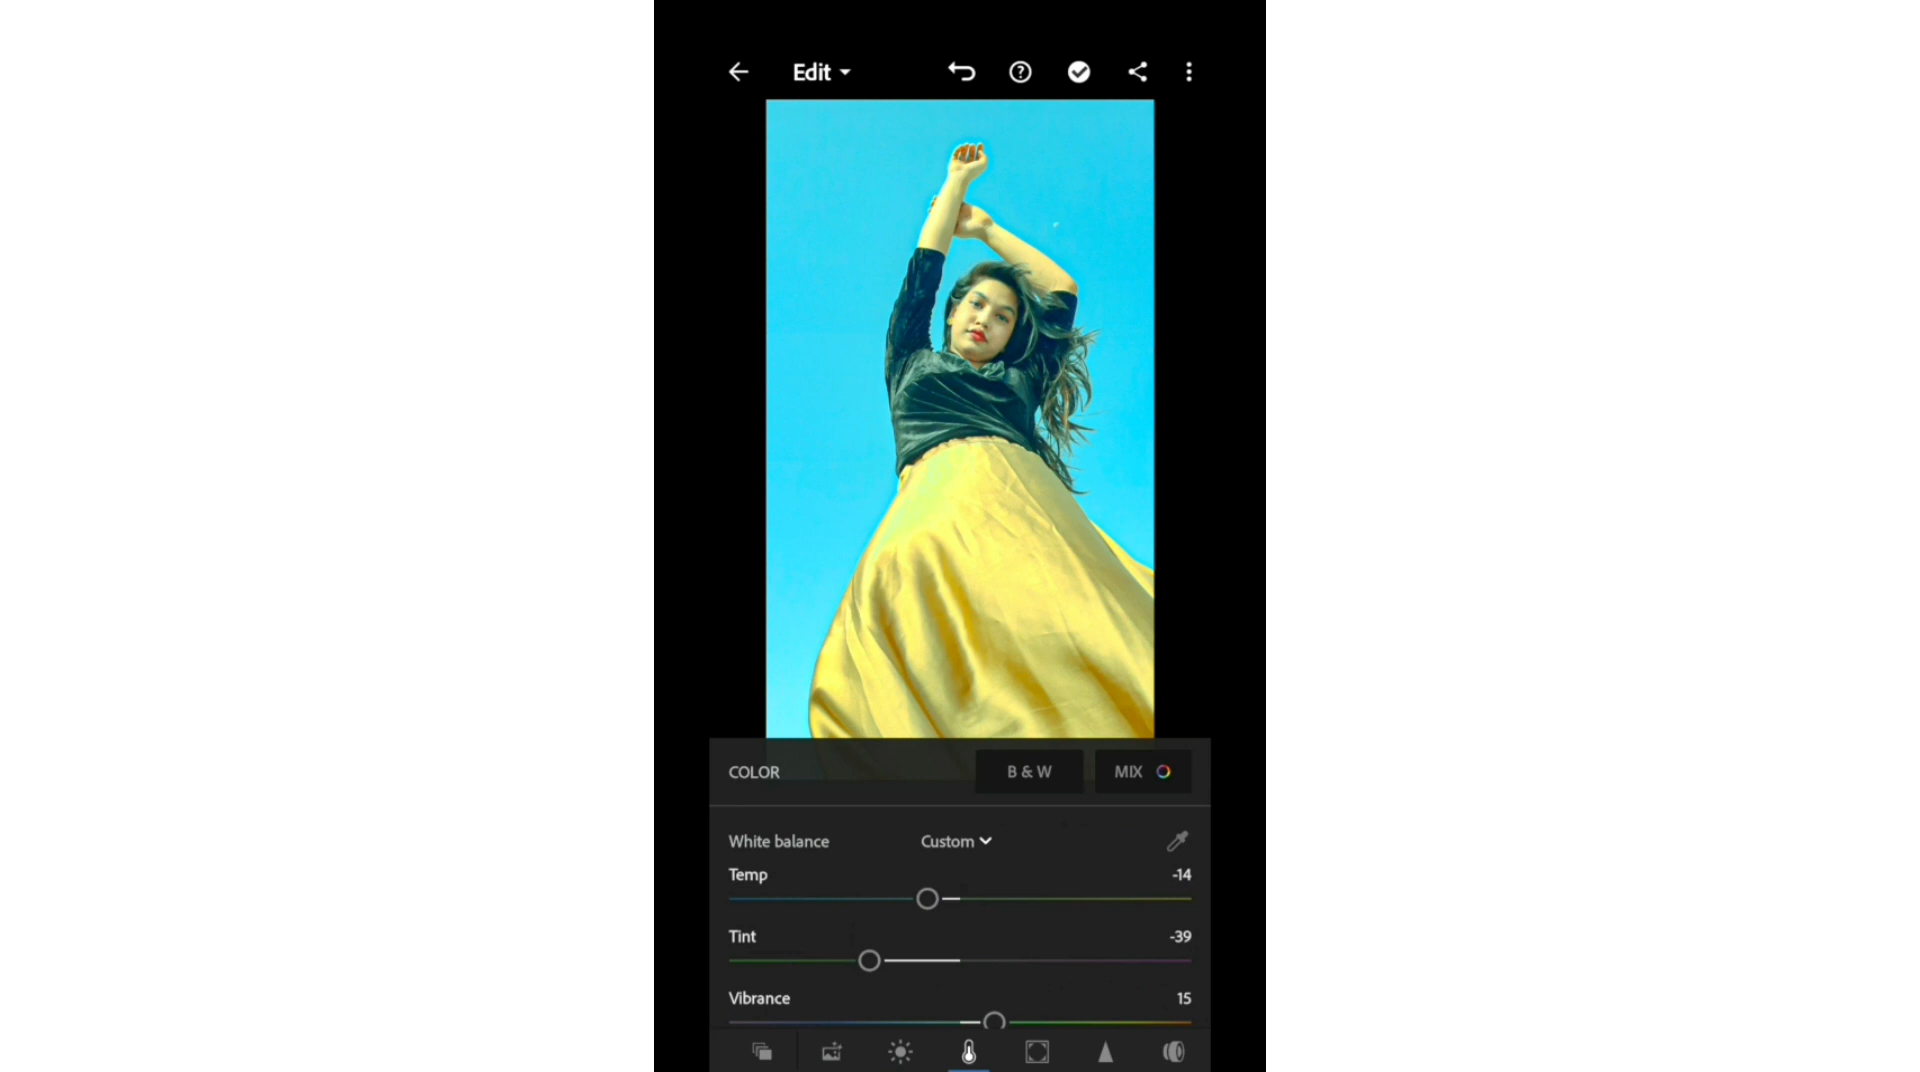 Edit
COLOR B & W MIX
White balance Custom
Temp -14
Tint -39
Vibrance 15